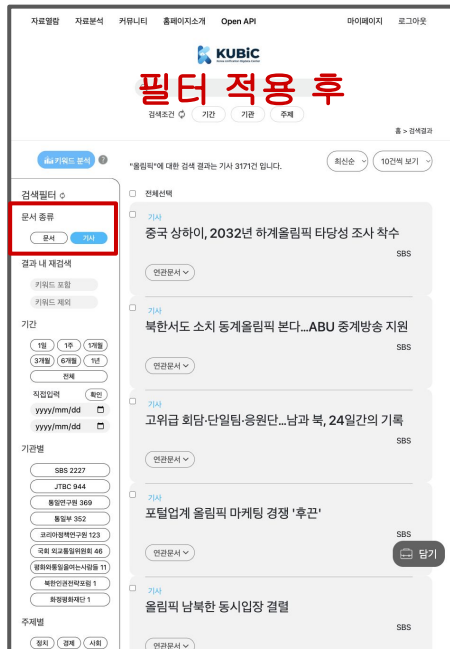 자료열람 자료분석 커뮤니티 홈페이지소개 Open API 마이페이지 로그아웃
KUBiC
필터 적용 후
검색조건 기간 기관 주제
홈 > 검색결과
키워드 분석 ?
"올림픽"에 대한 검색 결과는 기사 3171건 입니다.
최신순 10건씩 보기
검색필터
전체선택
문서 종류
문서 기사
결과 내 재검색
키워드 포함
키워드 제외
기간
1일 1주 1개월
3개월 6개월 1년
전체
직접입력 확인
yyyy/mm/dd
yyyy/mm/dd
기관별
SBS 2227
JTBC 944
통일연구원 369
통일부 352
코리아정책연구원 123
국회 외교통일위원회 46
평화와통일을여는사람들 11
북한인권전략포럼 1
화정평화재단 1
주제별
정치 경제 사회
기사
중국 상하이, 2032년 하계올림픽 타당성 조사 착수
SBS
연관문서
기사
북한서도 소치 동계올림픽 본다...ABU 중계방송 지원
SBS
연관문서
기사
고위급 회담·단일팀·응원단...남과 북, 24일간의 기록
SBS
연관문서
기사
포털업계 올림픽 마케팅 경쟁 '후끈'
SBS
연관문서
담기
기사
올림픽 남북한 동시입장 결렬
SBS
연관문서